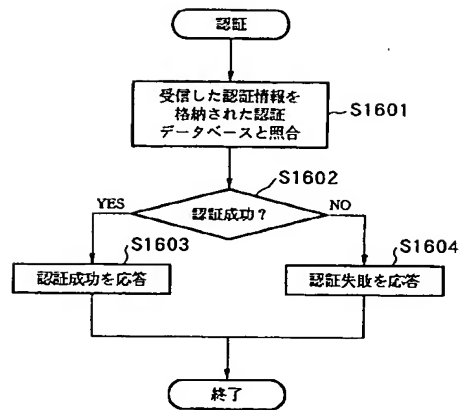 認証
受信した認証情報を
格納された認証
データベースと照合
S1601
S1602
認証成功?
YES
NO
S1603
認証成功を応答
S1604
認証失敗を応答
終了